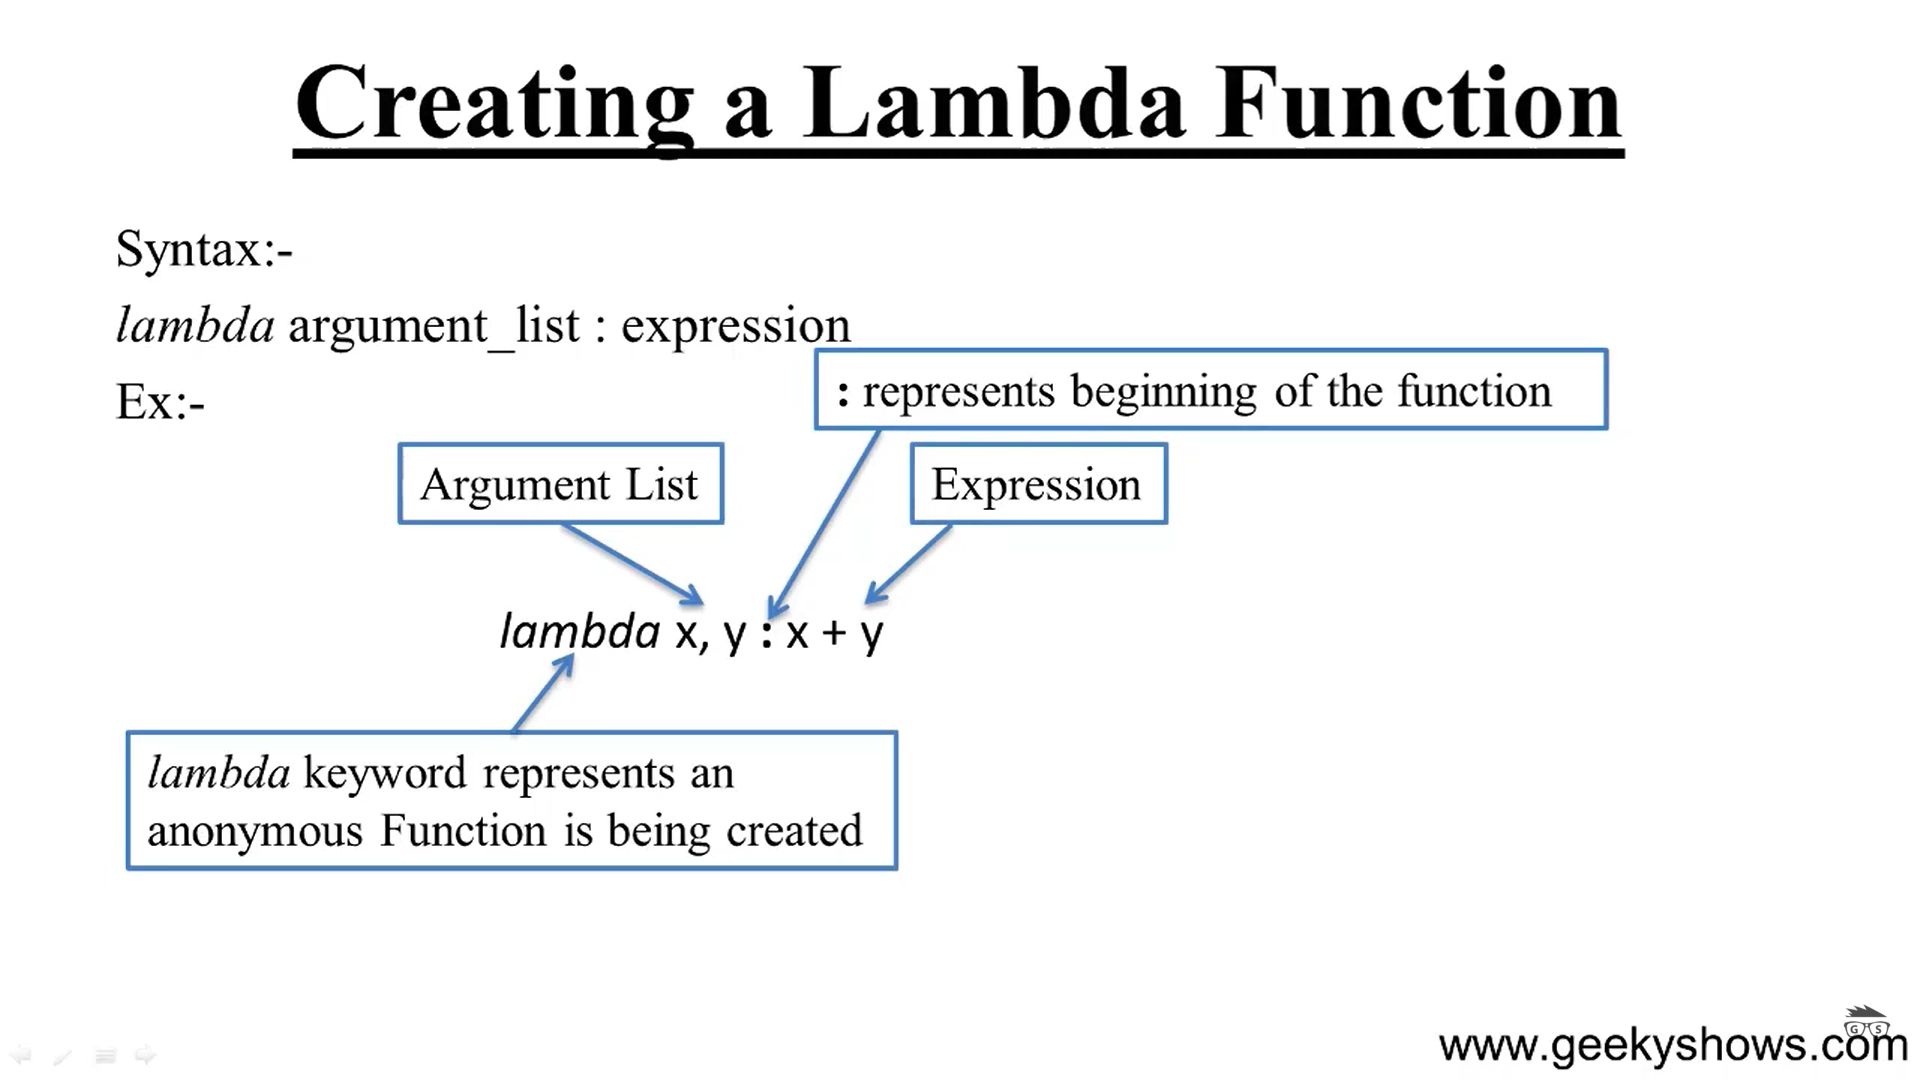 Creating a Lambda Function
Syntax:-
lambda argument_list : expression
Ex:-
: represents beginning of the function
Argument List
Expression
lambda x, y : x + y
lambda keyword represents an
anonymous Function is being created
G S
www.geekyshows.com